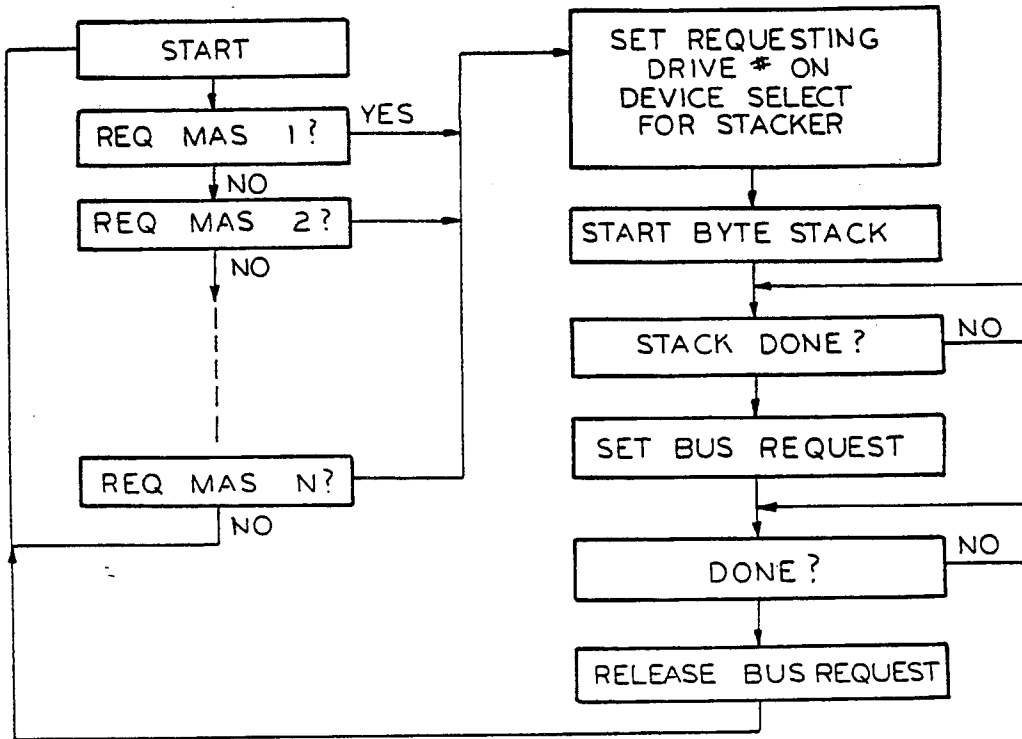 START
REQ MAS 1?
YES
NO
REQ MAS 2?
NO
REQ MAS N?
NO
SET REQUESTING
DRIVE # ON
DEVICE SELECT
FOR STACKER
START BYTE STACK
STACK DONE?
NO
SET BUS REQUEST
DONE?
NO
RELEASE BUS REQUEST